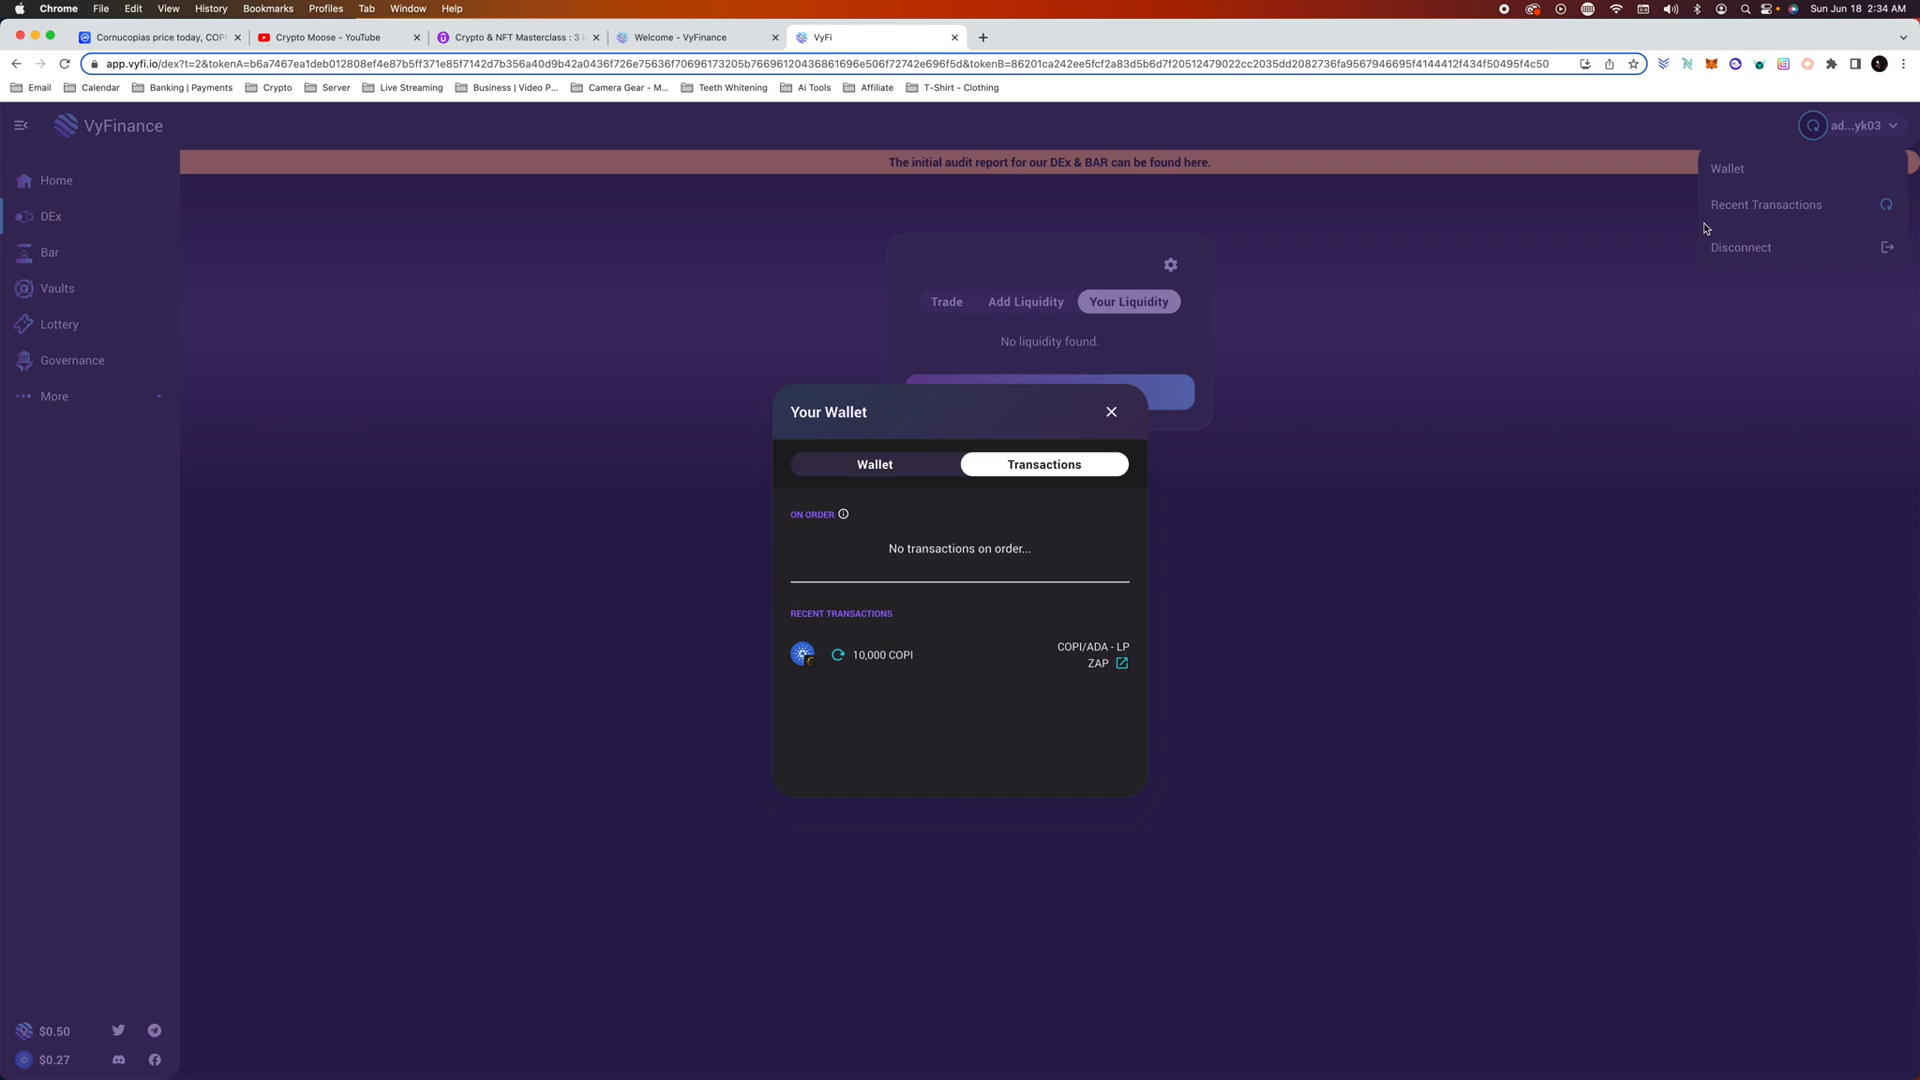 Chrome File Edit View History Bookmarks Profiles Tab Window Help
Sun Jun 18 2:34 AM
Cornucopias price today, COPI
Crypto Moose - YouTube
Crypto & NFT Masterclass : 3 i
Welcome - VyFinance
VyFi
app.vyfi.io/dex?t=2&tokenA=b6a7467ea1deb012808ef4e87b5ff371e85f7142d7b356a40d9b42a0436f726e75636f70696173205b76696120436861696e506f72742e696f5d&tokenB=86201ca242ee5fcf2a83d5b6d7f20512479022cc2035dd2082736fa9567946695f4144412f434f50495f4c50
Email Calendar Banking | Payments Crypto Server Live Streaming Business | Video P... Camera Gear - M... Teeth Whitening Ai Tools Affiliate T-Shirt - Clothing
VyFinance
ad...yk03
The initial audit report for our DEx & BAR can be found here.
Wallet
Recent Transactions
Disconnect
Home
DEx
Bar
Vaults
Lottery
Governance
More
Trade Add Liquidity Your Liquidity
No liquidity found.
Your Wallet
Wallet Transactions
ON ORDER
No transactions on order...
RECENT TRANSACTIONS
10,000 COPI
COPI/ADA - LP
ZAP
$0.50
$0.27